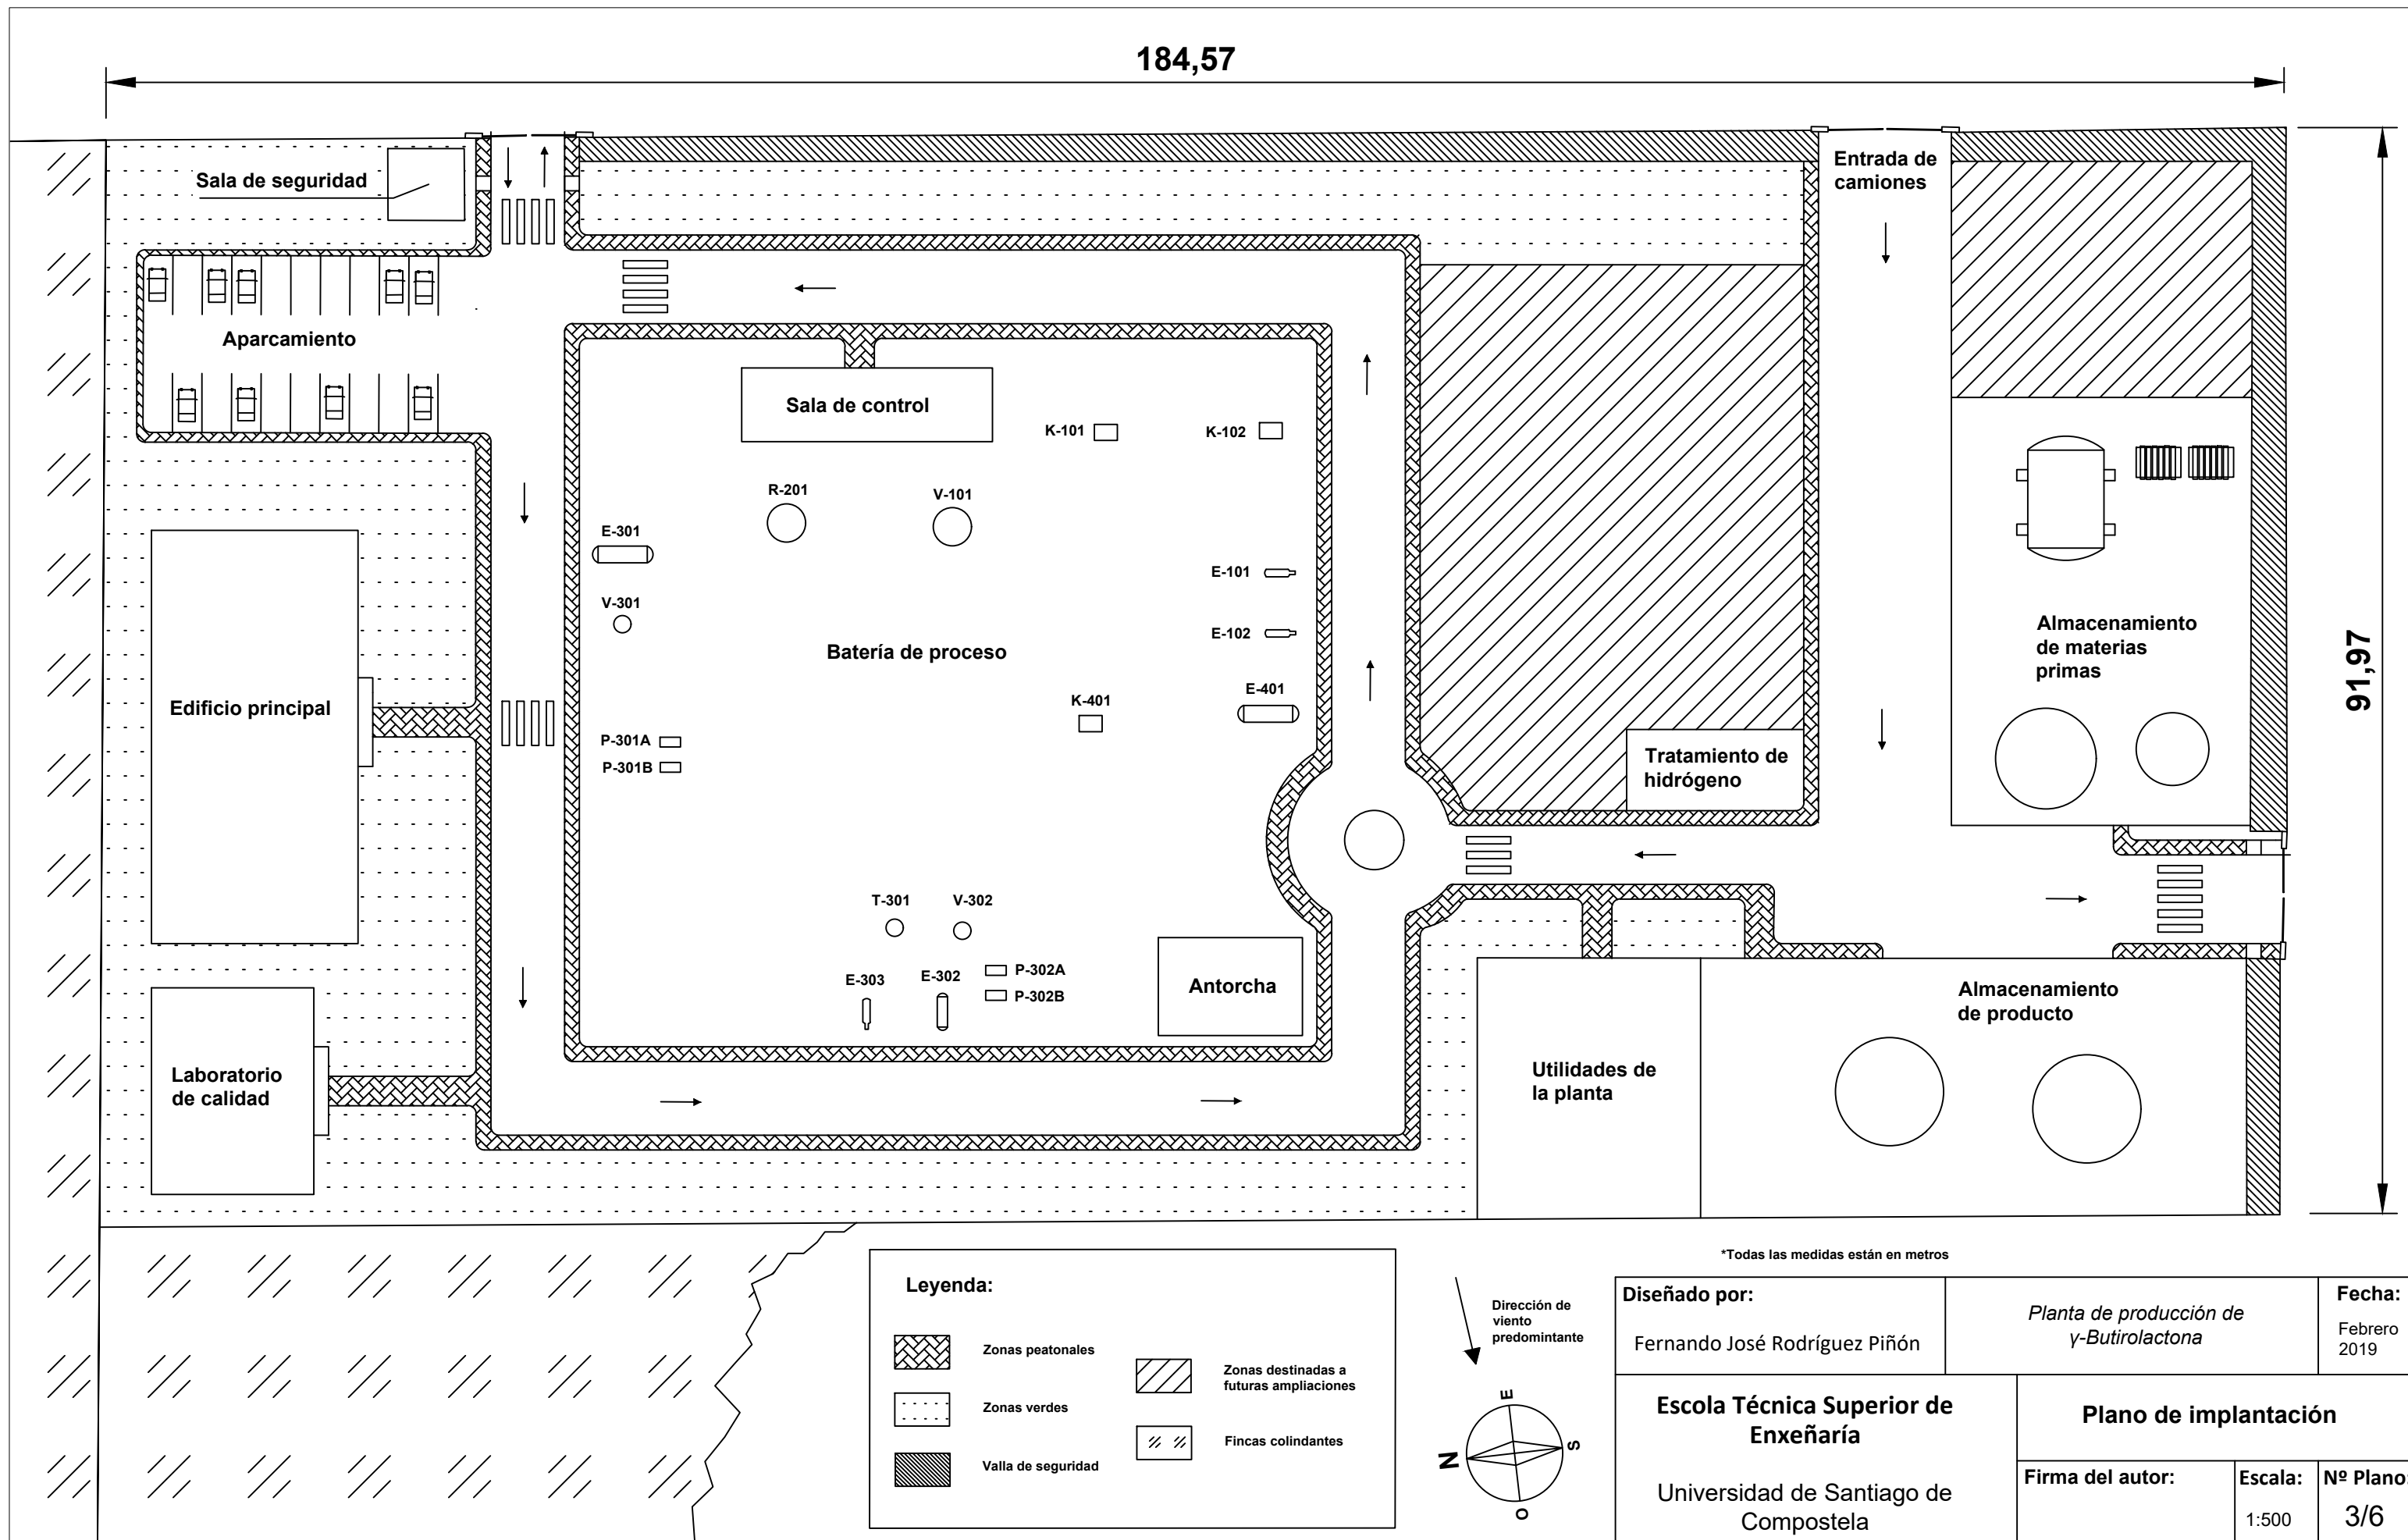 184,57
Sala de seguridad
Entrada de
camiones
Aparcamiento
Sala de control
K-101
K-102
R-201
V-101
E-301
E-101
V-301
E-102
Batería de proceso
Almacenamiento
de materias
primas
91,97
E-401
K-401
Edificio principal
P-301A
P-301B
Tratamiento de
hidrógeno
T-301
V-302
E-303
E-302
P-302A
P-302B
Antorcha
Almacenamiento
de producto
Laboratorio
de calidad
Utilidades de
la planta
Leyenda:
Zonas peatonales
Zonas verdes
Valla de seguridad
Zonas destinadas a
futuras ampliaciones
Fincas colindantes
Dirección de
viento
predomintante
E
N
S
O
*Todas las medidas están en metros
Diseñado por:
Fernando José Rodríguez Piñón
Planta de producción de
γ-Butirolactona
Fecha:
Febrero
2019
Escola Técnica Superior de
Enxeñaría
Universidad de Santiago de
Compostela
Plano de implantación
Firma del autor:
Escala:
1:500
Nº Plano
3/6